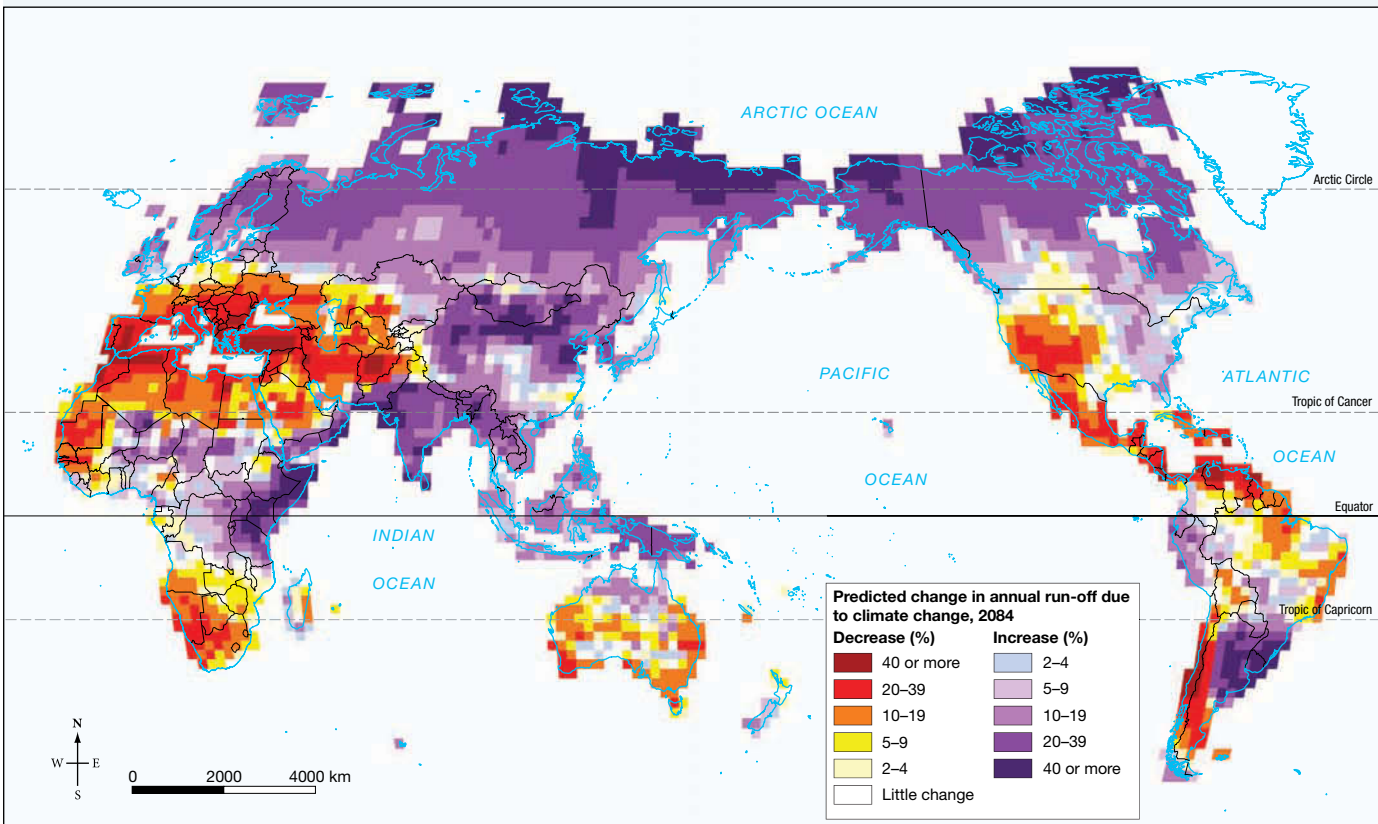 ARCTIC OCEAN
Arctic Circle
PACIFIC
ATLANTIC
Tropic of Cancer
OCEAN
OCEAN
Equator
INDIAN
OCEAN
Tropic of Capricorn
Predicted change in annual run-off due
to climate change, 2084
Decrease (%) Increase (%)
40 or more 2–4
20–39 5–9
10–19 10–19
5–9 20–39
2–4 40 or more
Little change
N
W E
S
0 2000 4000 km